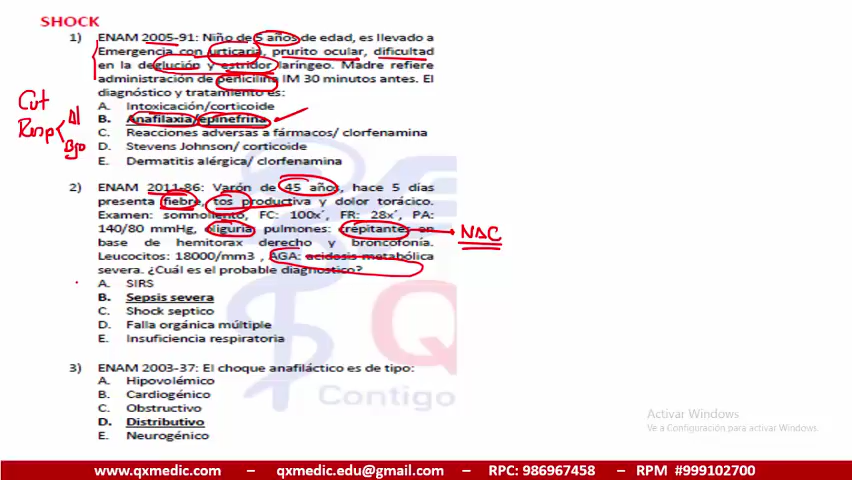 SHOCK
1) ENAM 2005-91: Niño de 5 años de edad, es llevado a
Emergencia con urticaria, prurito ocular, dificultad
en la deglución y estridor laríngeo. Madre refiere
administración de penicilina IM 30 minutos antes. El
diagnóstico y tratamiento es:
A. Intoxicación/corticoide
B. Anafilaxia/epinefrina
C. Reacciones adversas a fármacos/ clorfenamina
D. Stevens Johnson/ corticoide
E. Dermatitis alérgica/ clorfenamina
Cut
Resp
Al
Bjo
2) ENAM 2011-86: Varón de 45 años, hace 5 días
presenta fiebre, tos productiva y dolor torácico.
Examen: somnoliento, FC: 100x´, FR: 28x´, PA:
140/80 mmHg, oliguria, pulmones: crepitantes en
base de hemitorax derecho y broncofonía.
Leucocitos: 18000/mm3 , AGA: acidosis metabólica
severa. ¿Cuál es el probable diagnostico?
NAC
A. SIRS
B. Sepsis severa
C. Shock septico
D. Falla orgánica múltiple
E. Insuficiencia respiratoria
3) ENAM 2003-37: El choque anafiláctico es de tipo:
A. Hipovolémico
B. Cardiogénico
C. Obstructivo
D. Distributivo
E. Neurogénico
Q
Contigo
Activar Windows
Ve a Configuración para activar Windows.
www.qxmedic.com – qxmedic.edu@gmail.com – RPC: 986967458 – RPM #999102700